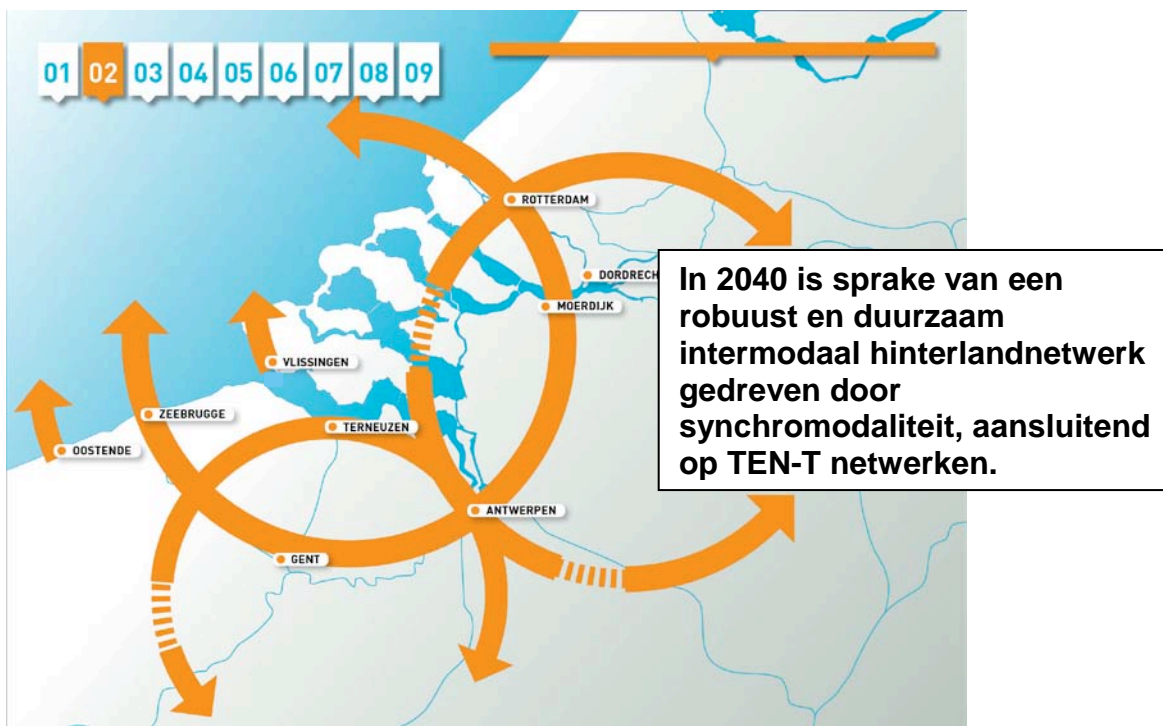 01 02 03 04 05 06 07 08 09
ROTTERDAM
DORDRECH
MOERDIJK
In 2040 is sprake van een
robuust en duurzaam
intermodaal hinterlandnetwerk
gedreven door
synchromodaliteit, aansluitend
op TEN-T netwerken.
VLISSINGEN
ZEEBRUGGE
TERNEUZEN
OOSTENDE
ANTWERPEN
GENT